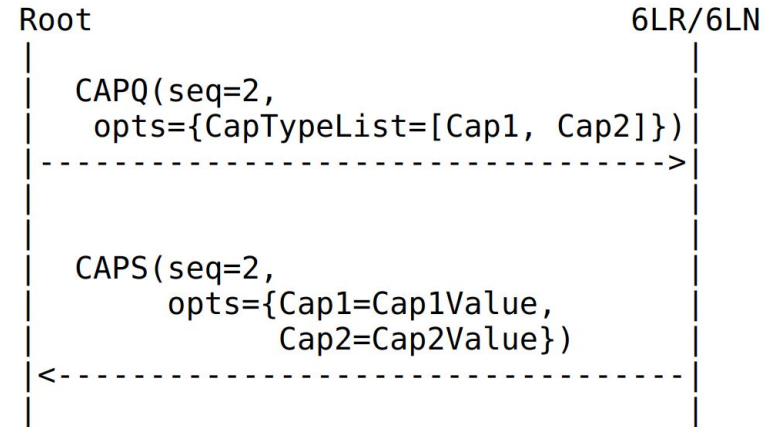 Root 6LR/6LN
CAPQ(seq=2,
opts={CapTypeList=[Cap1, Cap2]})
CAPS(seq=2,
opts={Cap1=Cap1Value,
Cap2=Cap2Value})